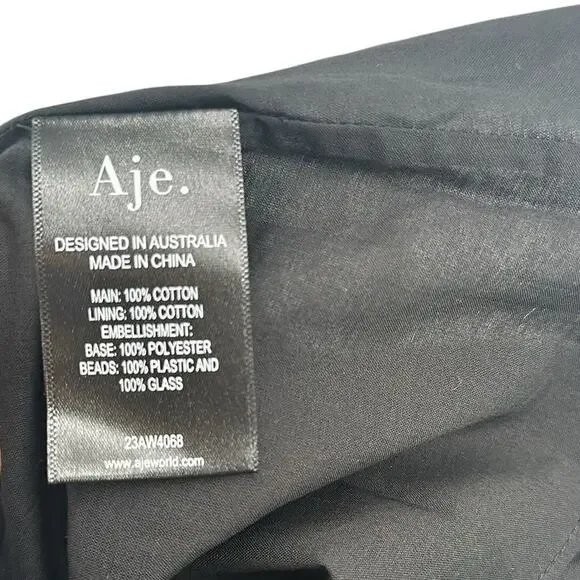 Aje.
DESIGNED IN AUSTRALIA
MADE IN CHINA
MAIN: 100% COTTON
LINING: 100% COTTON
EMBELLISHMENT:
BASE: 100% POLYESTER
BEADS: 100% PLASTIC AND
100% GLASS
23AW4068
www.ajeworld.com